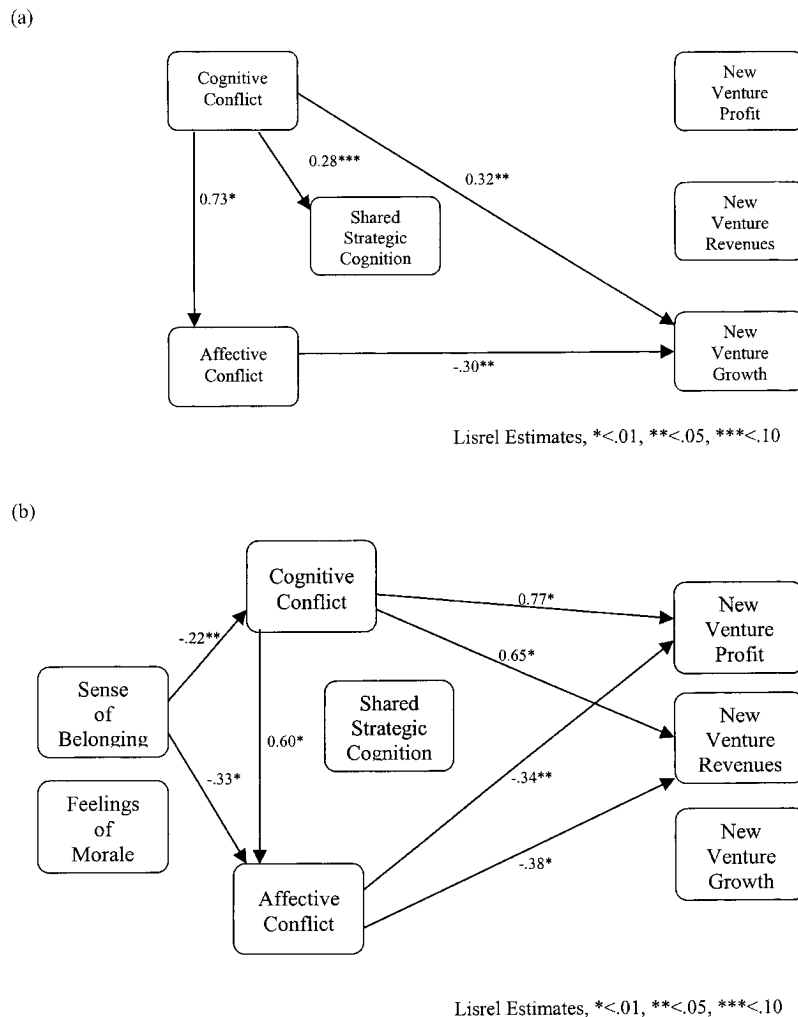 (a)
Cognitive
Conflict
New
Venture
Profit
0.28***
0.32**
0.73*
Shared
Strategic
Cognition
New
Venture
Revenues
Affective
Conflict
-.30**
New
Venture
Growth
Lisrel Estimates, *<.01, **<.05, ***<.10
(b)
Cognitive
Conflict
0.77*
New
Venture
Profit
-.22**
0.65*
Sense
of
Belonging
Shared
Strategic
Cognition
0.60*
New
Venture
Revenues
-.33*
-.34**
Feelings
of
Morale
New
Venture
Growth
-.38*
Affective
Conflict
Lisrel Estimates, *<.01, **<.05, ***<.10